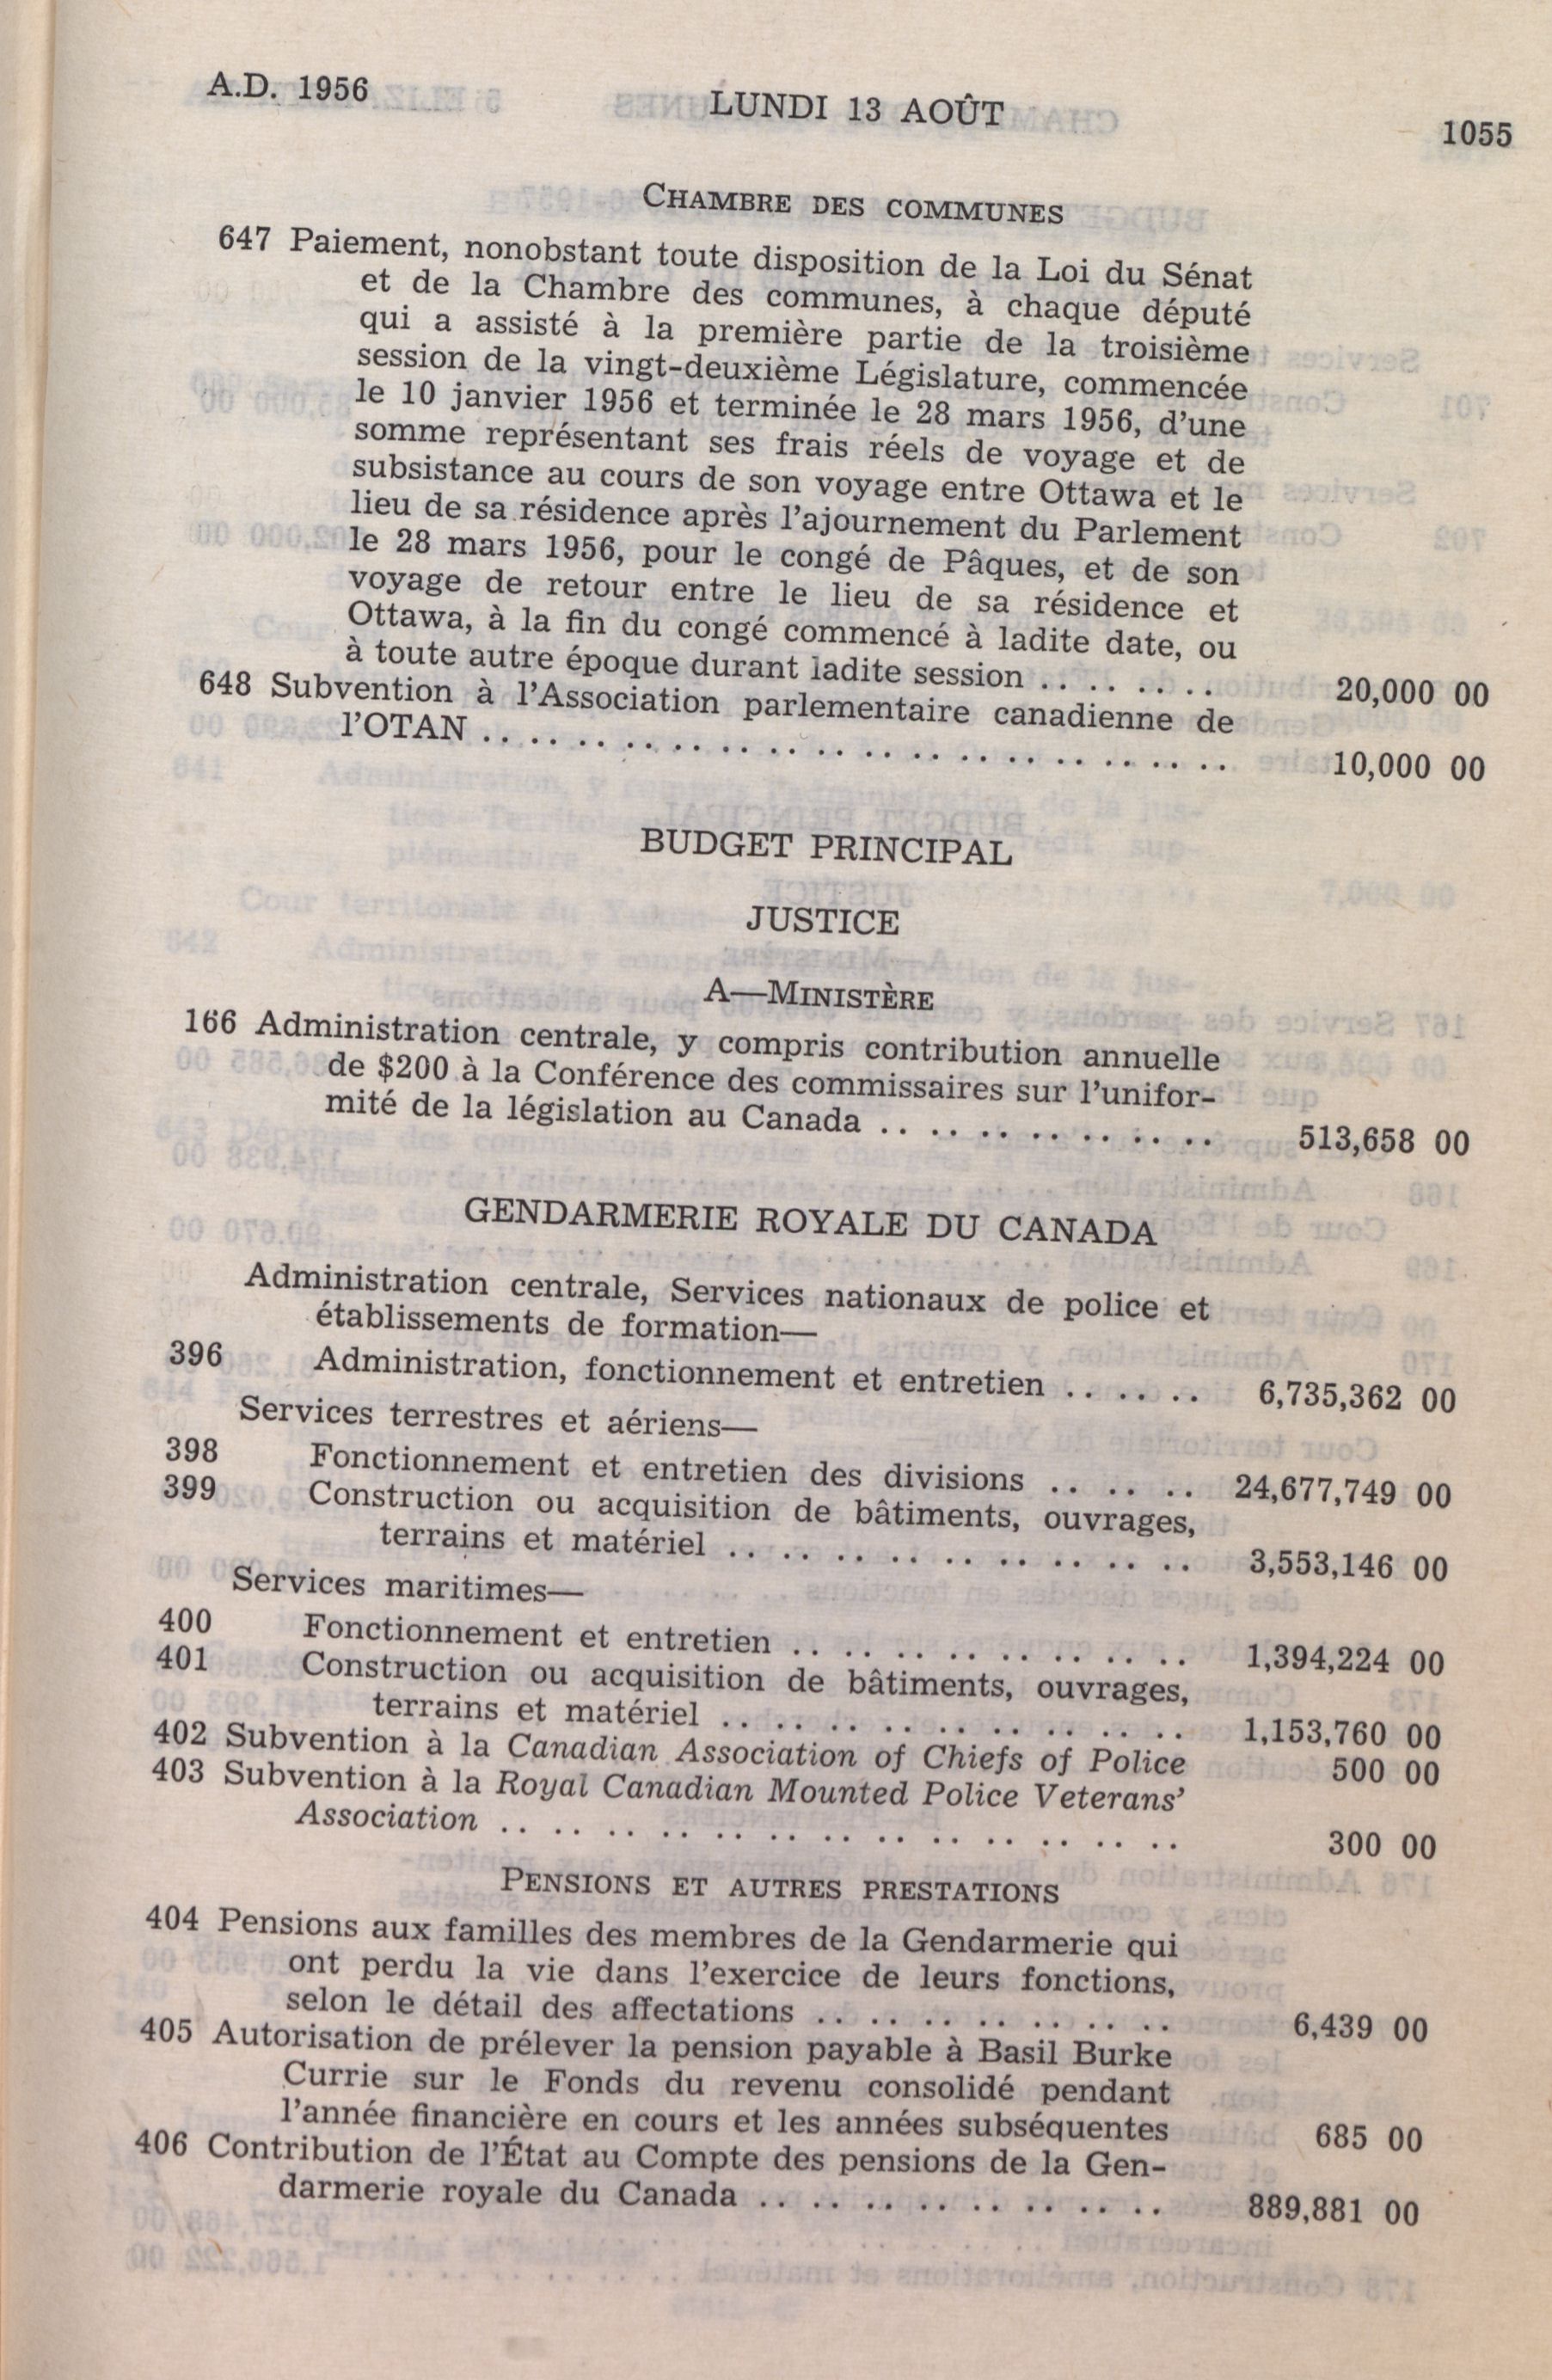 A.D. 1956
LUNDI 13 AOÛT
1055
CHAMBRE DES COMMUNES
647 Paiement, nonobstant toute disposition de la Loi du Sénat
et de la Chambre des communes, à chaque député
qui a assisté à la première partie de la troisième
session de la vingt-deuxième Législature, commencée
le 10 janvier 1956 et terminée le 28 mars 1956, d'une
somme représentant ses frais réels de voyage et de
subsistance au cours de son voyage entre Ottawa et le
lieu de sa résidence après l'ajournement du Parlement
le 28 mars 1956, pour le congé de Pâques, et de son
voyage de retour entre le lieu de sa résidence et
Ottawa, à la fin du congé commencé à ladite date, ou
à toute autre époque durant ladite session .. .. .. .. 20,000 00
648 Subvention à l'Association parlementaire canadienne de
l'OTAN .. .. .. .. .. .. .. .. .. .. .. .. .. .. .. .. 10,000 00
BUDGET PRINCIPAL
JUSTICE
A—MINISTÈRE
166 Administration centrale, y compris contribution annuelle
de $200 à la Conférence des commissaires sur l'unifor-
mité de la législation au Canada .. .. .. .. .. .. .. 513,658 00
GENDARMERIE ROYALE DU CANADA
Administration centrale, Services nationaux de police et
établissements de formation—
396 Administration, fonctionnement et entretien .. .. .. 6,735,362 00
Services terrestres et aériens—
398 Fonctionnement et entretien des divisions .. .. .. 24,677,749 00
399 Construction ou acquisition de bâtiments, ouvrages,
terrains et matériel .. .. .. .. .. .. .. .. .. 3,553,146 00
Services maritimes—
400 Fonctionnement et entretien .. .. .. .. .. .. .. .. 1,394,224 00
401 Construction ou acquisition de bâtiments, ouvrages,
terrains et matériel .. .. .. .. .. .. .. .. .. 1,153,760 00
402 Subvention à la Canadian Association of Chiefs of Police 500 00
403 Subvention à la Royal Canadian Mounted Police Veterans'
Association .. .. .. .. .. .. .. .. .. .. .. .. .. 300 00
PENSIONS ET AUTRES PRESTATIONS
404 Pensions aux familles des membres de la Gendarmerie qui
ont perdu la vie dans l'exercice de leurs fonctions,
selon le détail des affectations .. .. .. .. .. .. .. 6,439 00
405 Autorisation de prélever la pension payable à Basil Burke
Currie sur le Fonds du revenu consolidé pendant
l'année financière en cours et les années subséquentes 685 00
406 Contribution de l'État au Compte des pensions de la Gen-
darmerie royale du Canada .. .. .. .. .. .. .. .. 889,881 00